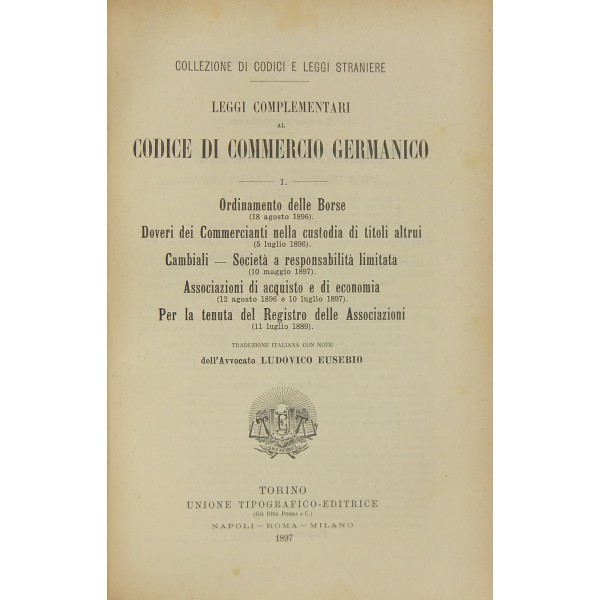 COLLEZIONE DI CODICI E LEGGI STRANIERE
LEGGI COMPLEMENTARI
AL
CODICE DI COMMERCIO GERMANICO
I.
Ordinamento delle Borse
(18 agosto 1896).
Doveri dei Commercianti nella custodia di titoli altrui
(5 luglio 1896).
Cambiali — Società a responsabilità limitata
(10 maggio 1897).
Associazioni di acquisto e di economia
(12 agosto 1896 e 10 luglio 1897).
Per la tenuta del Registro delle Associazioni
(11 luglio 1889).
TRADUZIONE ITALIANA CON NOTE
dell'Avvocato LUDOVICO EUSEBIO
TORINO
UNIONE TIPOGRAFICO-EDITRICE
(Già Ditta Pomba e C.)
NAPOLI — ROMA — MILANO
1897